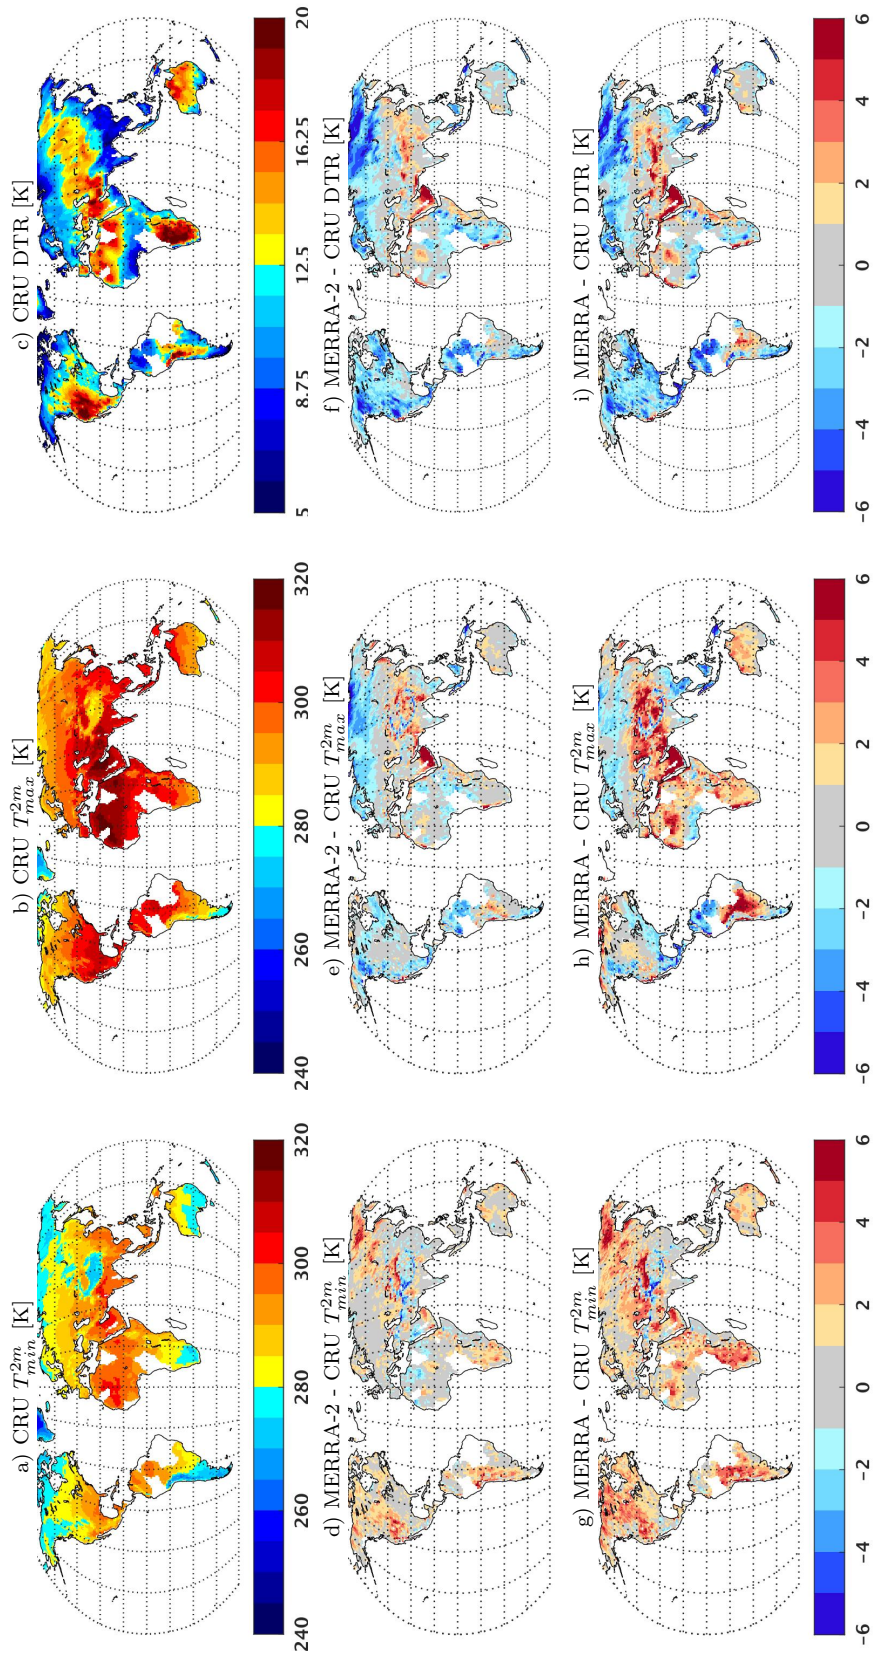 a) CRU T^{2m}_{min} [K]
240 260 280 300 320
b) CRU T^{2m}_{max} [K]
240 260 280 300 320
c) CRU DTR [K]
5 8.75 12.5 16.25 20
d) MERRA-2 - CRU T^{2m}_{min} [K]
e) MERRA-2 - CRU T^{2m}_{max} [K]
f) MERRA-2 - CRU DTR [K]
g) MERRA - CRU T^{2m}_{min} [K]
−6 −4 −2 0 2 4 6
h) MERRA - CRU T^{2m}_{max} [K]
−6 −4 −2 0 2 4 6
i) MERRA - CRU DTR [K]
−6 −4 −2 0 2 4 6